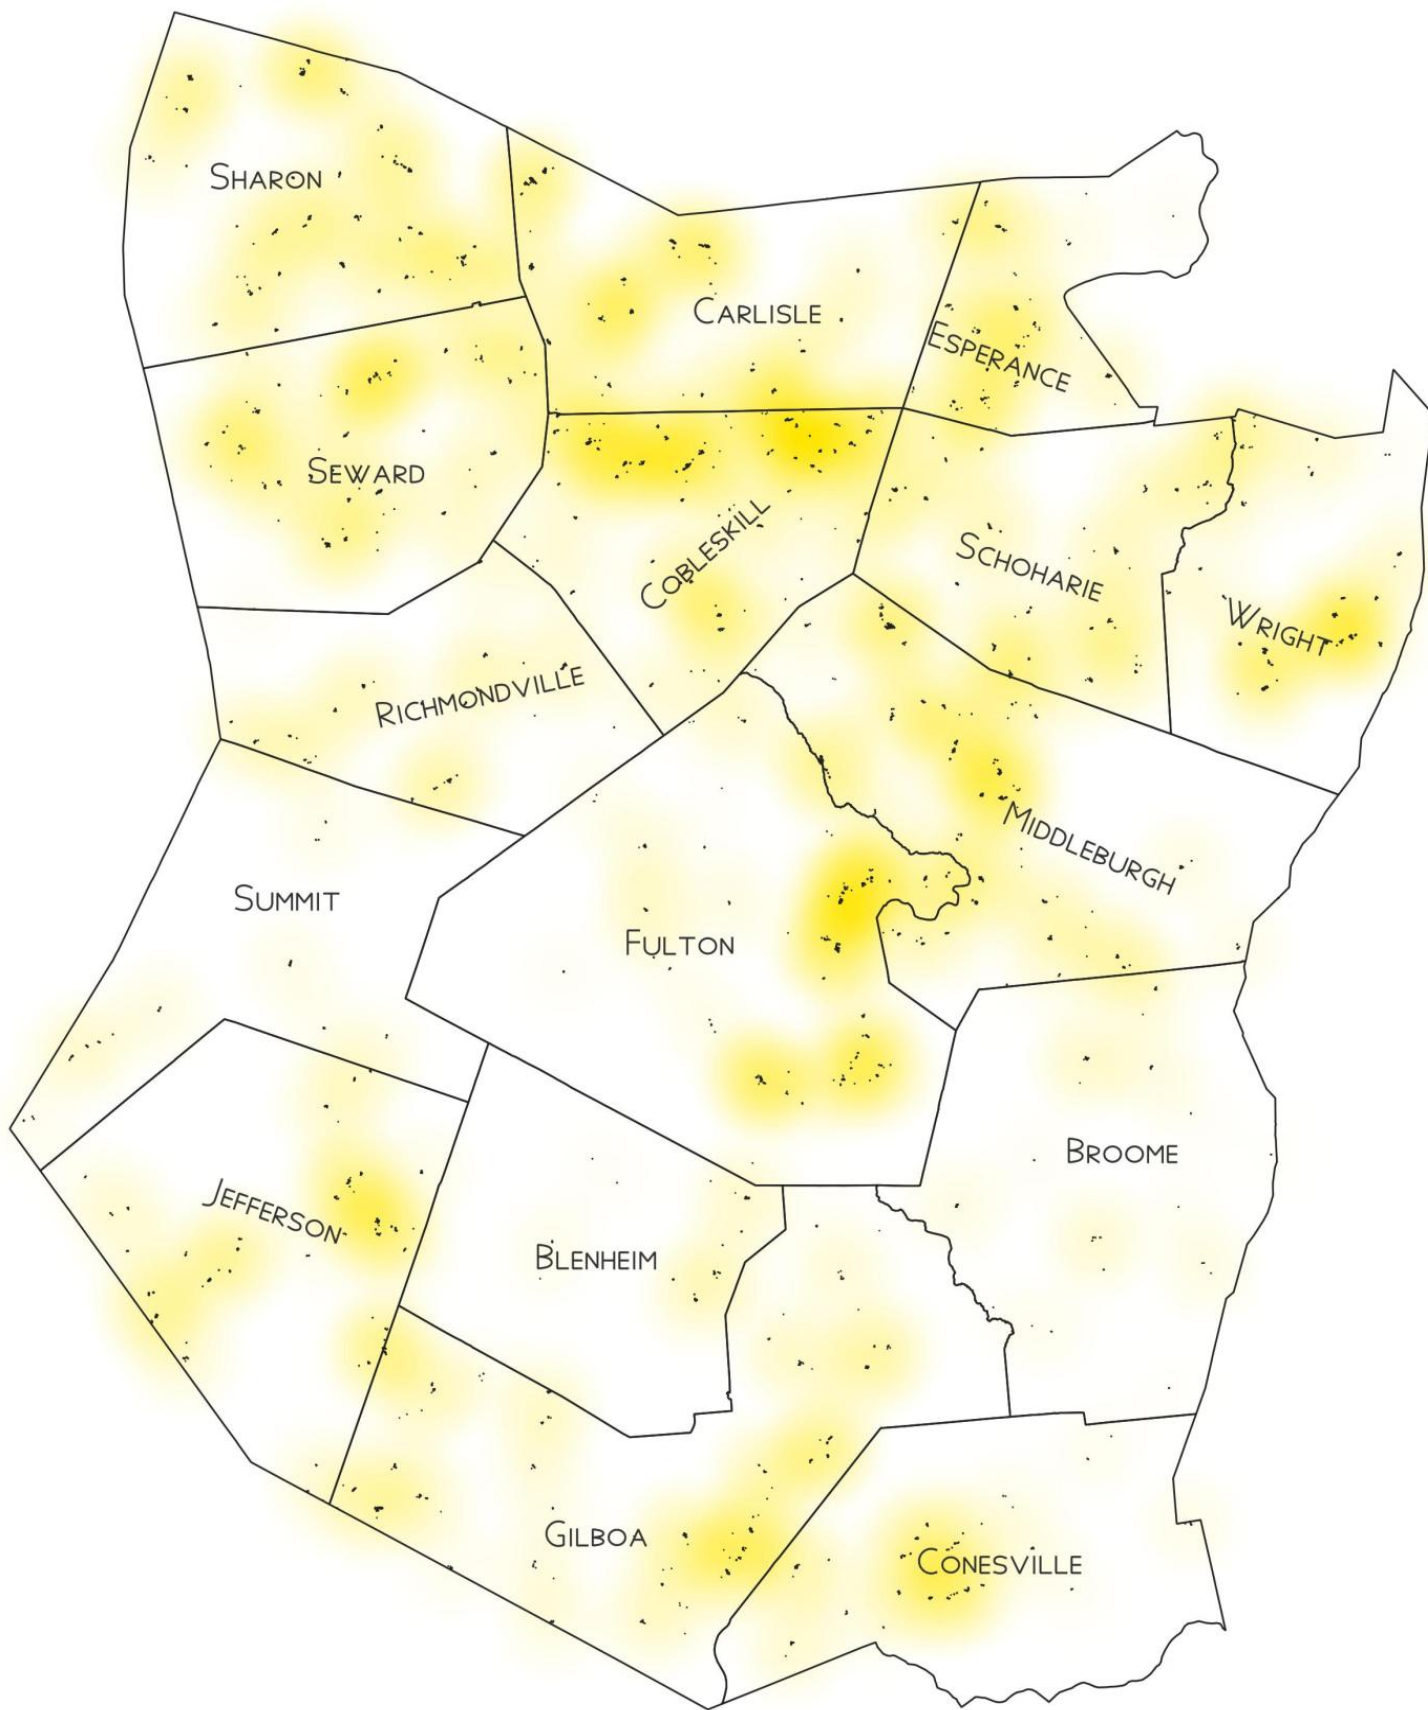 SHARON
CARLISLE
ESPERANCE
SEWARD
COBLESKILL
SCHOHARIE
WRIGHT
RICHMONDVILLE
MIDDLEBURGH
SUMMIT
FULTON
BROOME
JEFFERSON
BLENHEIM
GILBOA
CONESVILLE